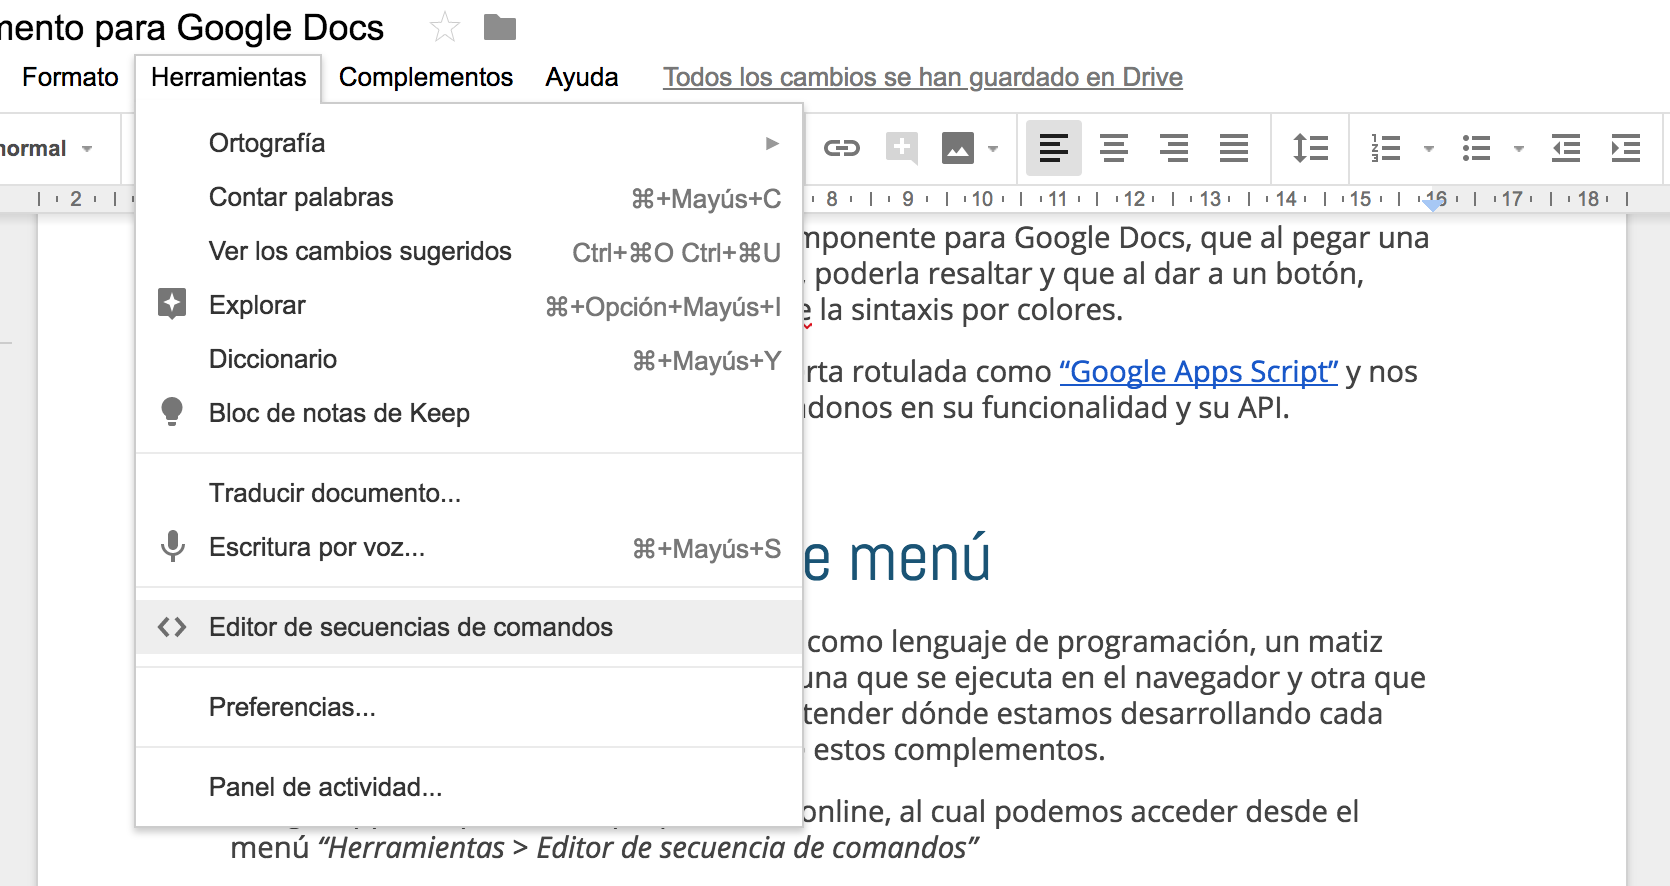 mento para Google Docs
Formato Herramientas Complementos Ayuda Todos los cambios se han guardado en Drive
normal
2 8 9 10 11 12 13 14 15 16 17 18
Ortografía
Contar palabras ⌘+Mayús+C
Ver los cambios sugeridos Ctrl+⌘O Ctrl+⌘U
Explorar ⌘+Opción+Mayús+I
Diccionario ⌘+Mayús+Y
Bloc de notas de Keep
Traducir documento...
Escritura por voz... ⌘+Mayús+S
Editor de secuencias de comandos
Preferencias...
Panel de actividad...
mponente para Google Docs, que al pegar una
, poderla resaltar y que al dar a un botón,
e la sintaxis por colores.
rta rotulada como “Google Apps Script” y nos
donos en su funcionalidad y su API.
e menú
como lenguaje de programación, un matiz
una que se ejecuta en el navegador y otra que
tender dónde estamos desarrollando cada
estos complementos.
online, al cual podemos acceder desde el
menú “Herramientas > Editor de secuencia de comandos”